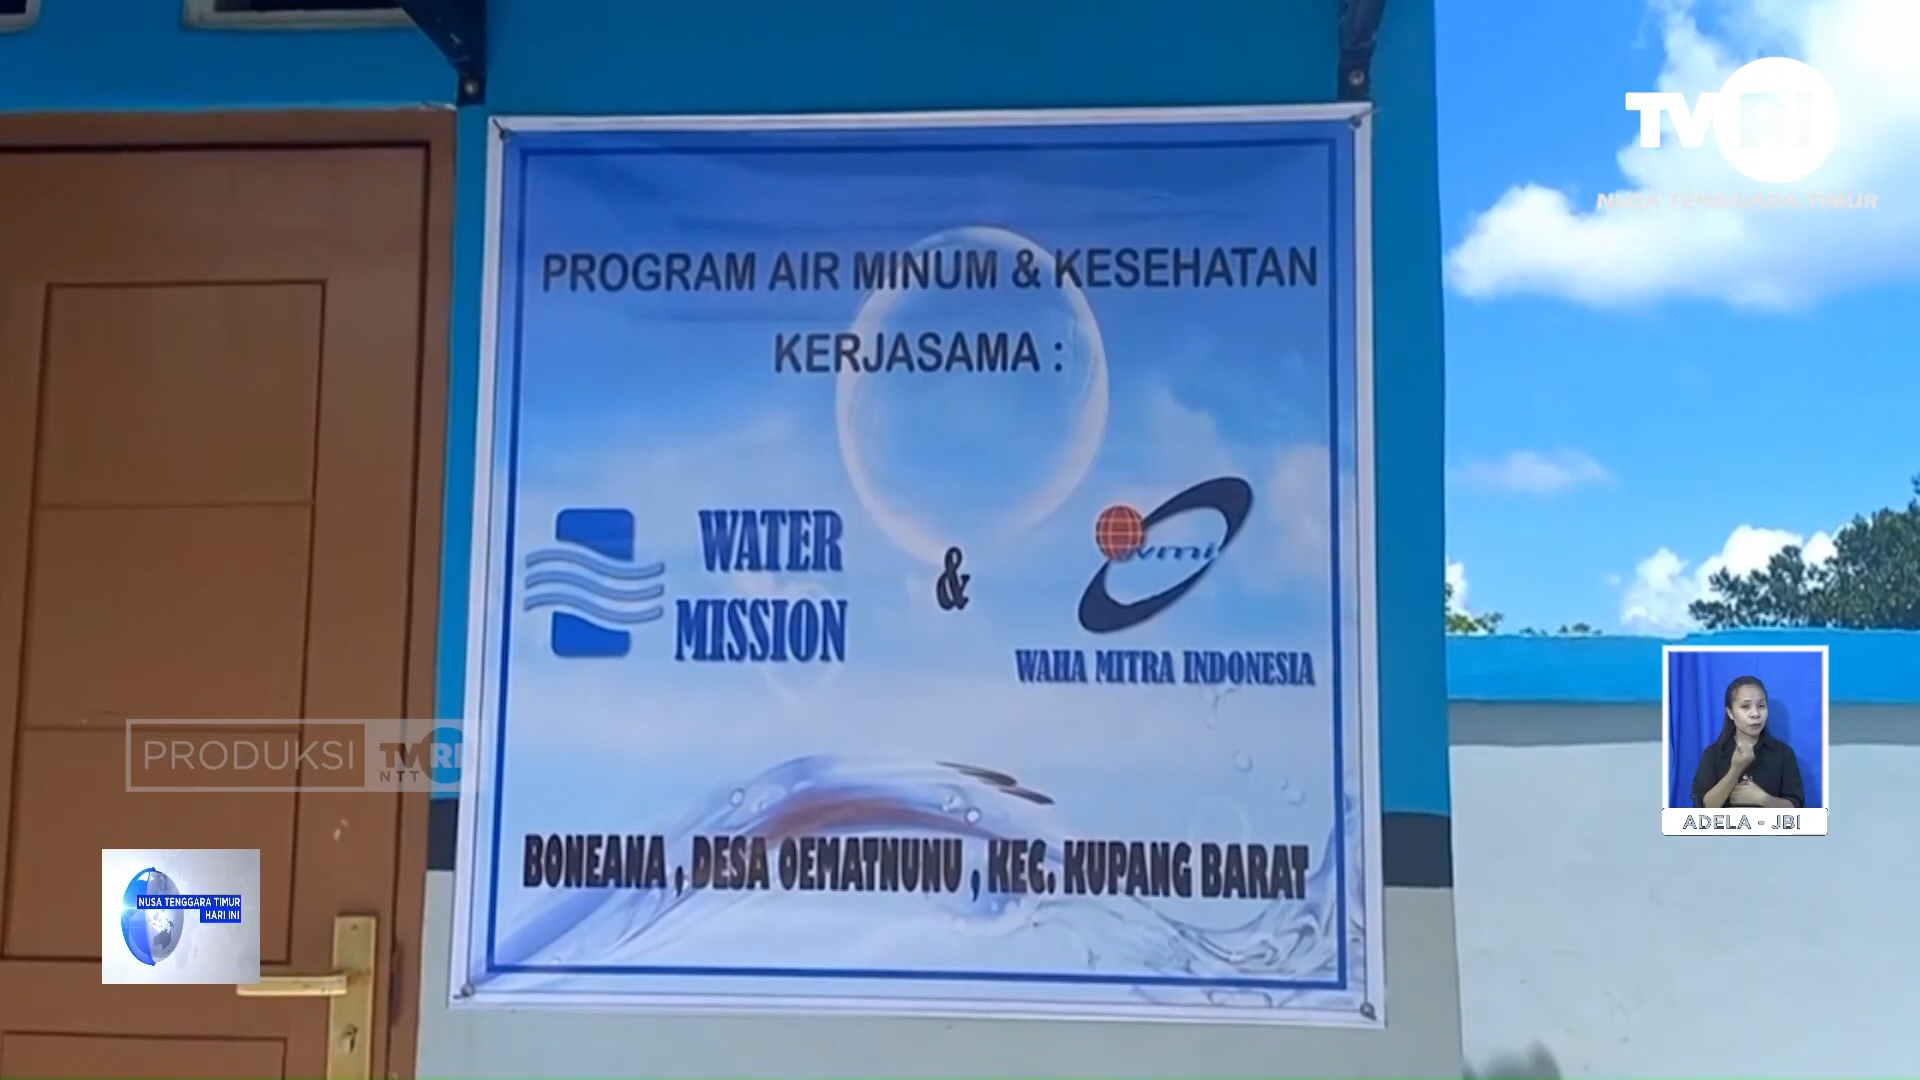 TVRI
NUSA TENGGARA TIMUR
PROGRAM AIR MINUM & KESEHATAN
KERJASAMA :
WATER
MISSION
&
wmi
WAHA MITRA INDONESIA
BONEANA , DESA OEMATNUNU , KEC. KUPANG BARAT
PRODUKSI TVRI
NTT
ADELA - JBI
NUSA TENGGARA TIMUR
HARI INI